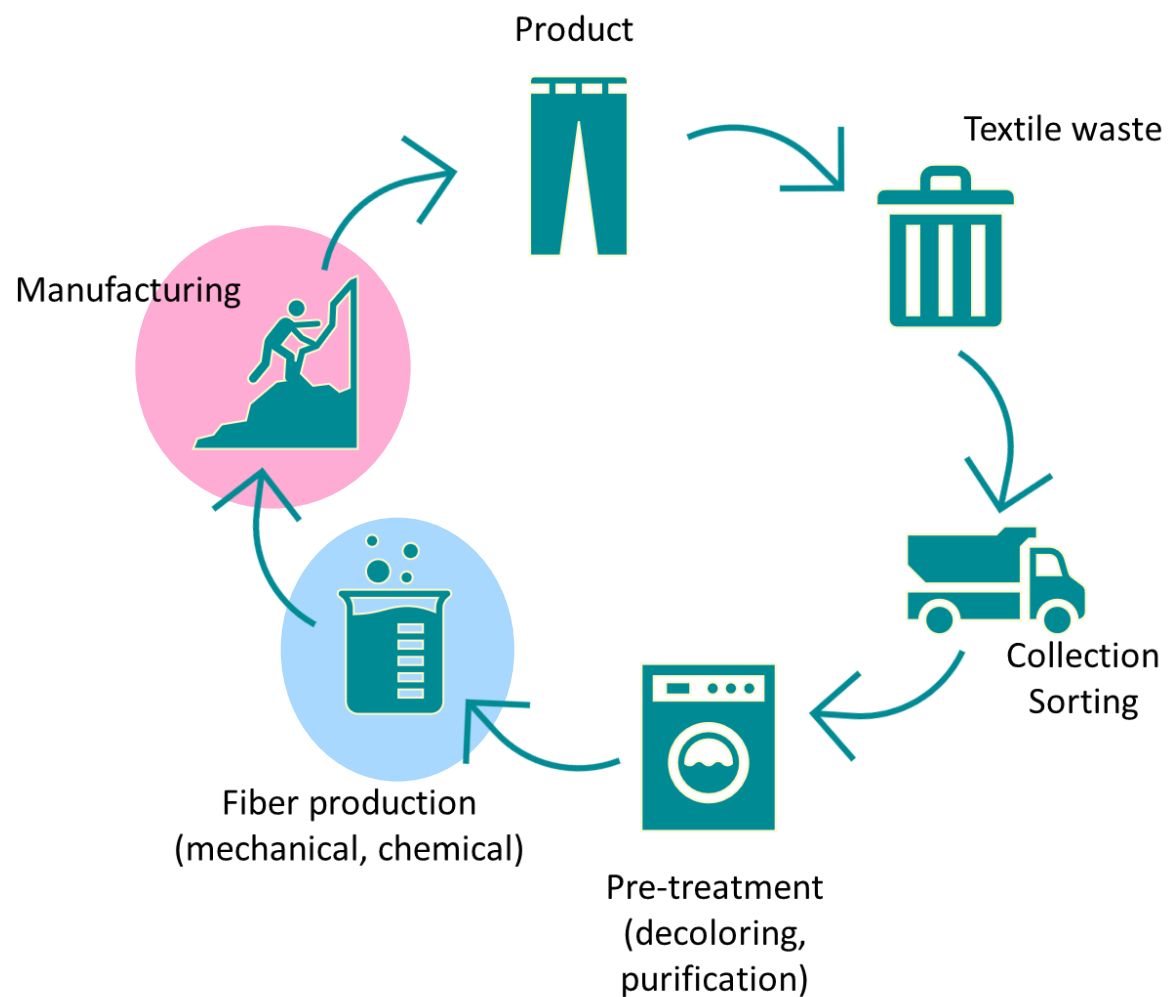 Product
Textile waste
Manufacturing
Collection
Sorting
Fiber production
(mechanical, chemical)
Pre-treatment
(decoloring,
purification)